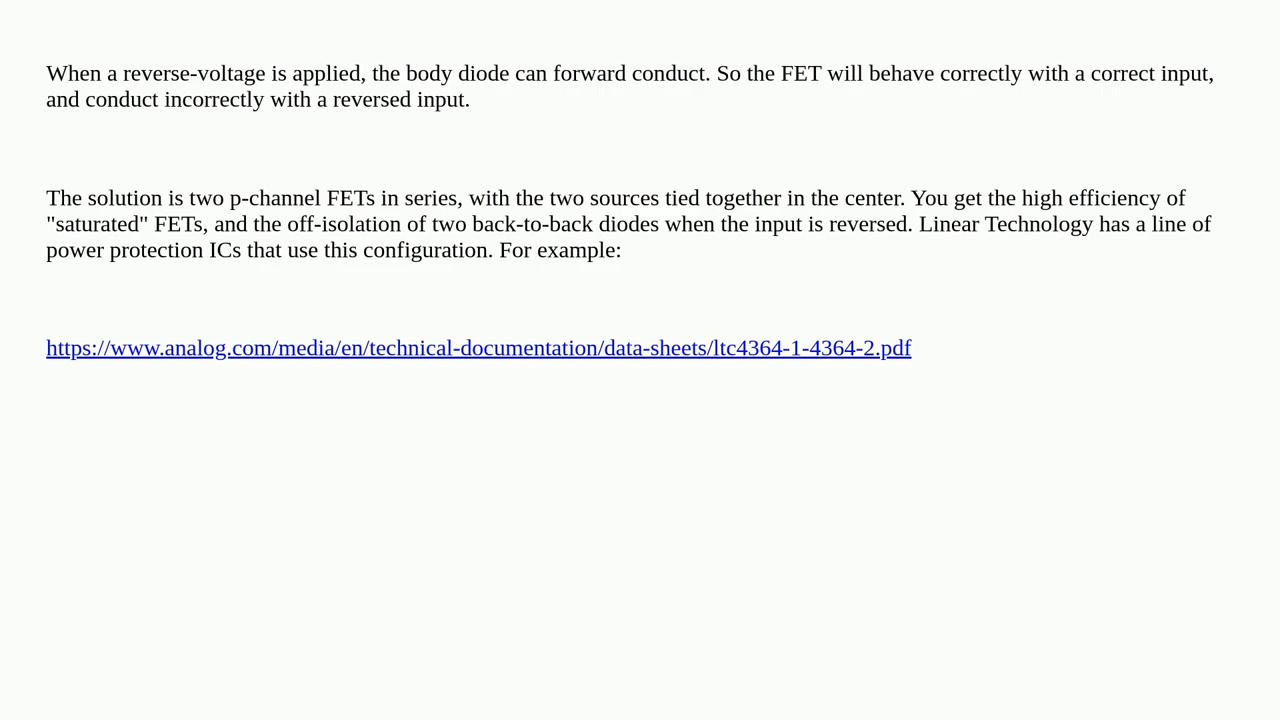 When a reverse-voltage is applied, the body diode can forward conduct. So the FET will behave correctly with a correct input,
and conduct incorrectly with a reversed input.
The solution is two p-channel FETs in series, with the two sources tied together in the center. You get the high efficiency of
"saturated" FETs, and the off-isolation of two back-to-back diodes when the input is reversed. Linear Technology has a line of
power protection ICs that use this configuration. For example:
https://www.analog.com/media/en/technical-documentation/data-sheets/ltc4364-1-4364-2.pdf